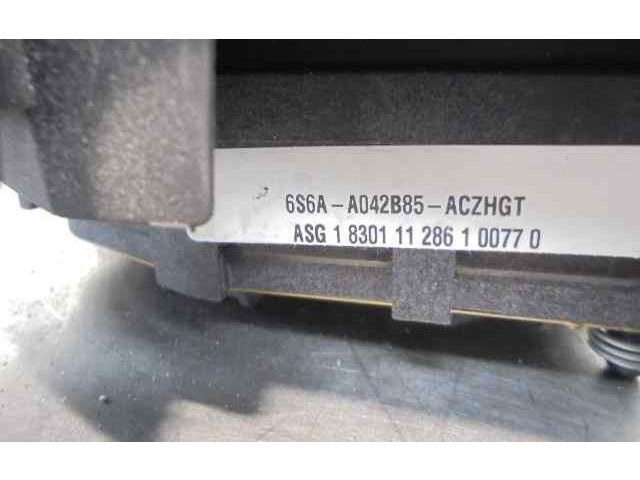 6S6A-A042B85-ACZHGT
ASG 1 8301 11 286 1 0077 0